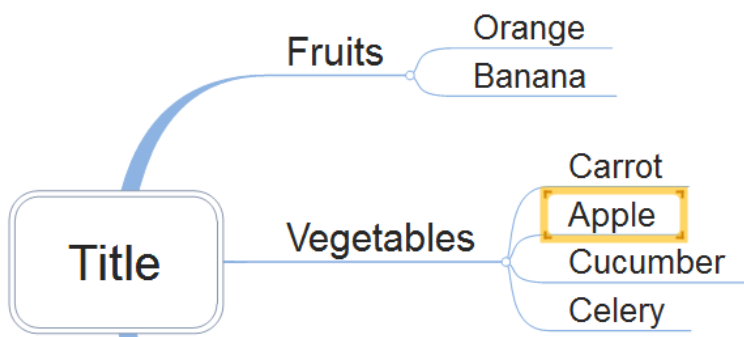 Title
Fruits
Orange
Banana
Vegetables
Carrot
Apple
Cucumber
Celery